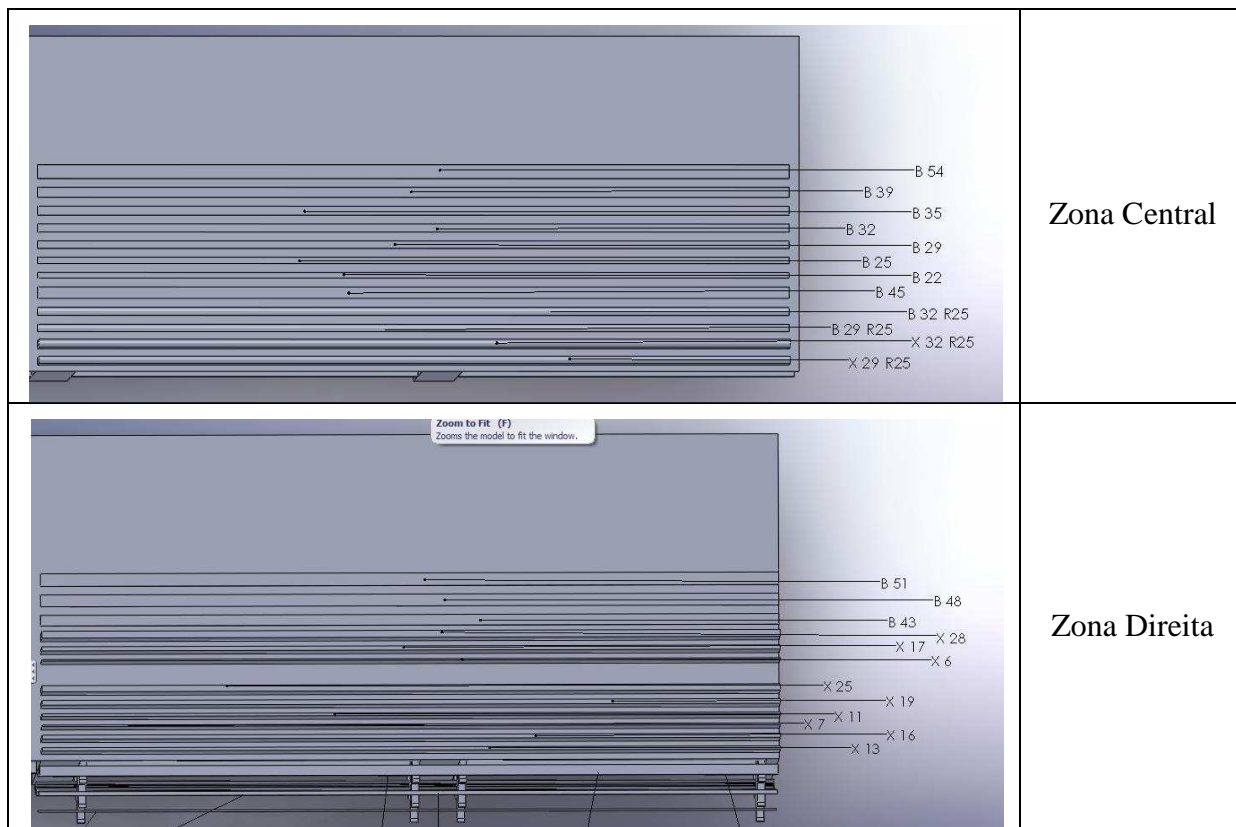 B 54
B 39
B 35
B 32
B 29
B 25
B 22
B 45
B 32 R25
B 29 R25
X 32 R25
X 29 R25
Zona Central
Zoom to Fit (F)
Zooms the model to fit the window.
B 51
B 48
B 43
X 28
X 17
X 6
X 25
X 19
X 11
X 7
X 16
X 13
Zona Direita